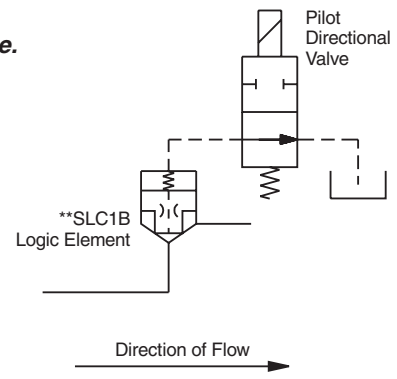 e.
Pilot
Directional
Valve
**SLC1B
Logic Element
Direction of Flow